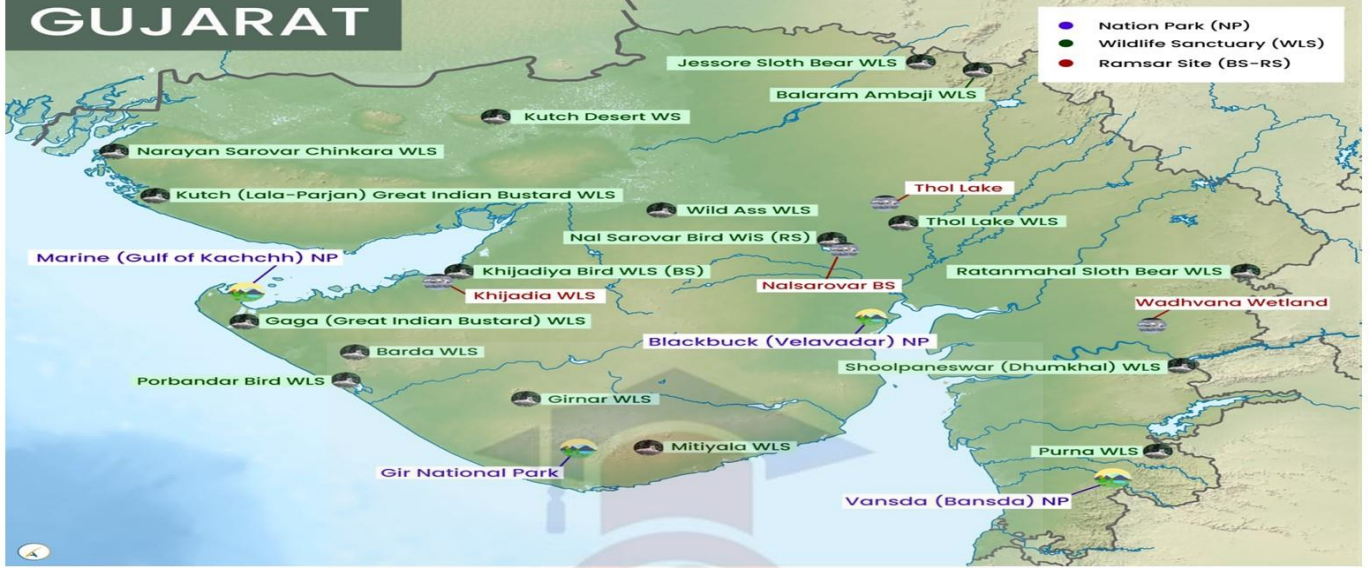 GUJARAT
Nation Park (NP)
Wildlife Sanctuary (WLS)
Ramsar Site (BS-RS)
Jessore Sloth Bear WLS
Balaram Ambaji WLS
Kutch Desert WS
Narayan Sarovar Chinkara WLS
Kutch (Lala-Parjan) Great Indian Bustard WLS
Thol Lake
Wild Ass WLS
Thol Lake WLS
Nal Sarovar Bird WiS (RS)
Marine (Gulf of Kachchh) NP
Khijadiya Bird WLS (BS)
Ratanmahal Sloth Bear WLS
Nalsarovar BS
Khijadia WLS
Wadhvana Wetland
Gaga (Great Indian Bustard) WLS
Blackbuck (Velavadar) NP
Barda WLS
Shoolpaneswar (Dhumkhal) WLS
Porbandar Bird WLS
Girnar WLS
Mitiyala WLS
Purna WLS
Gir National Park
Vansda (Bansda) NP